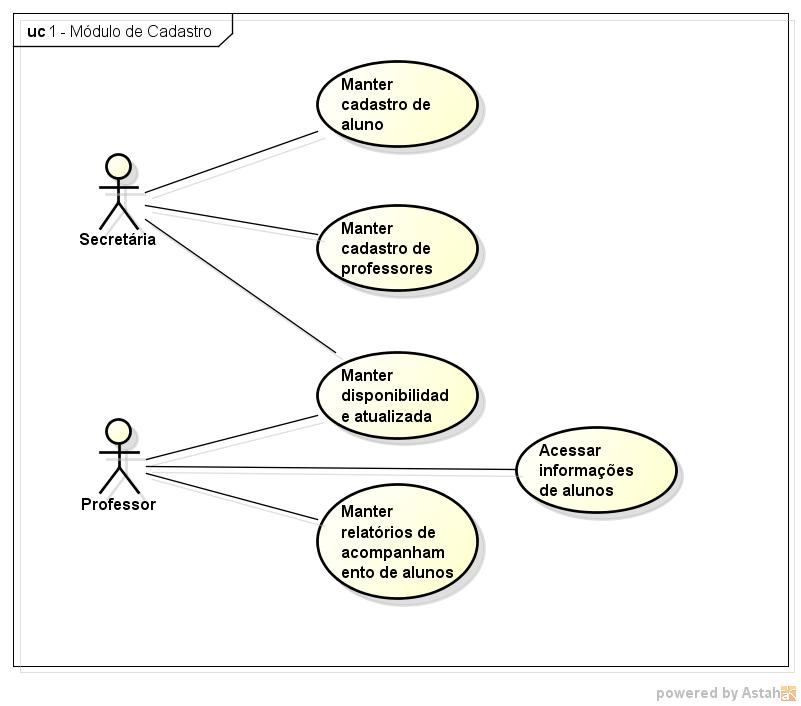 uc 1 - Módulo de Cadastro
Manter
cadastro de
aluno
Secretária
Manter
cadastro de
professores
Manter
disponibilidad
e atualizada
Professor
Acessar
informações
de alunos
Manter
relatórios de
acompanham
ento de alunos
powered by Astah